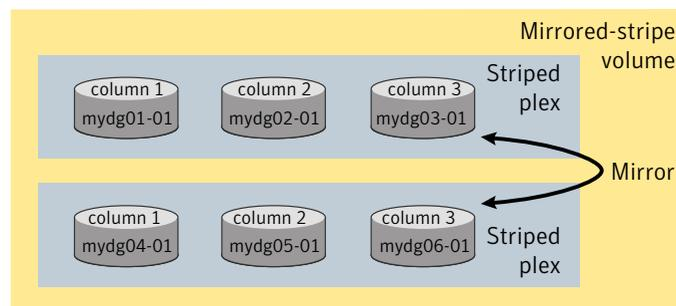 Mirrored-stripe
volume
Striped
plex
column 1
column 2
column 3
mydg01-01
mydg02-01
mydg03-01
Mirror
column 1
column 2
column 3
mydg04-01
mydg05-01
mydg06-01
Striped
plex